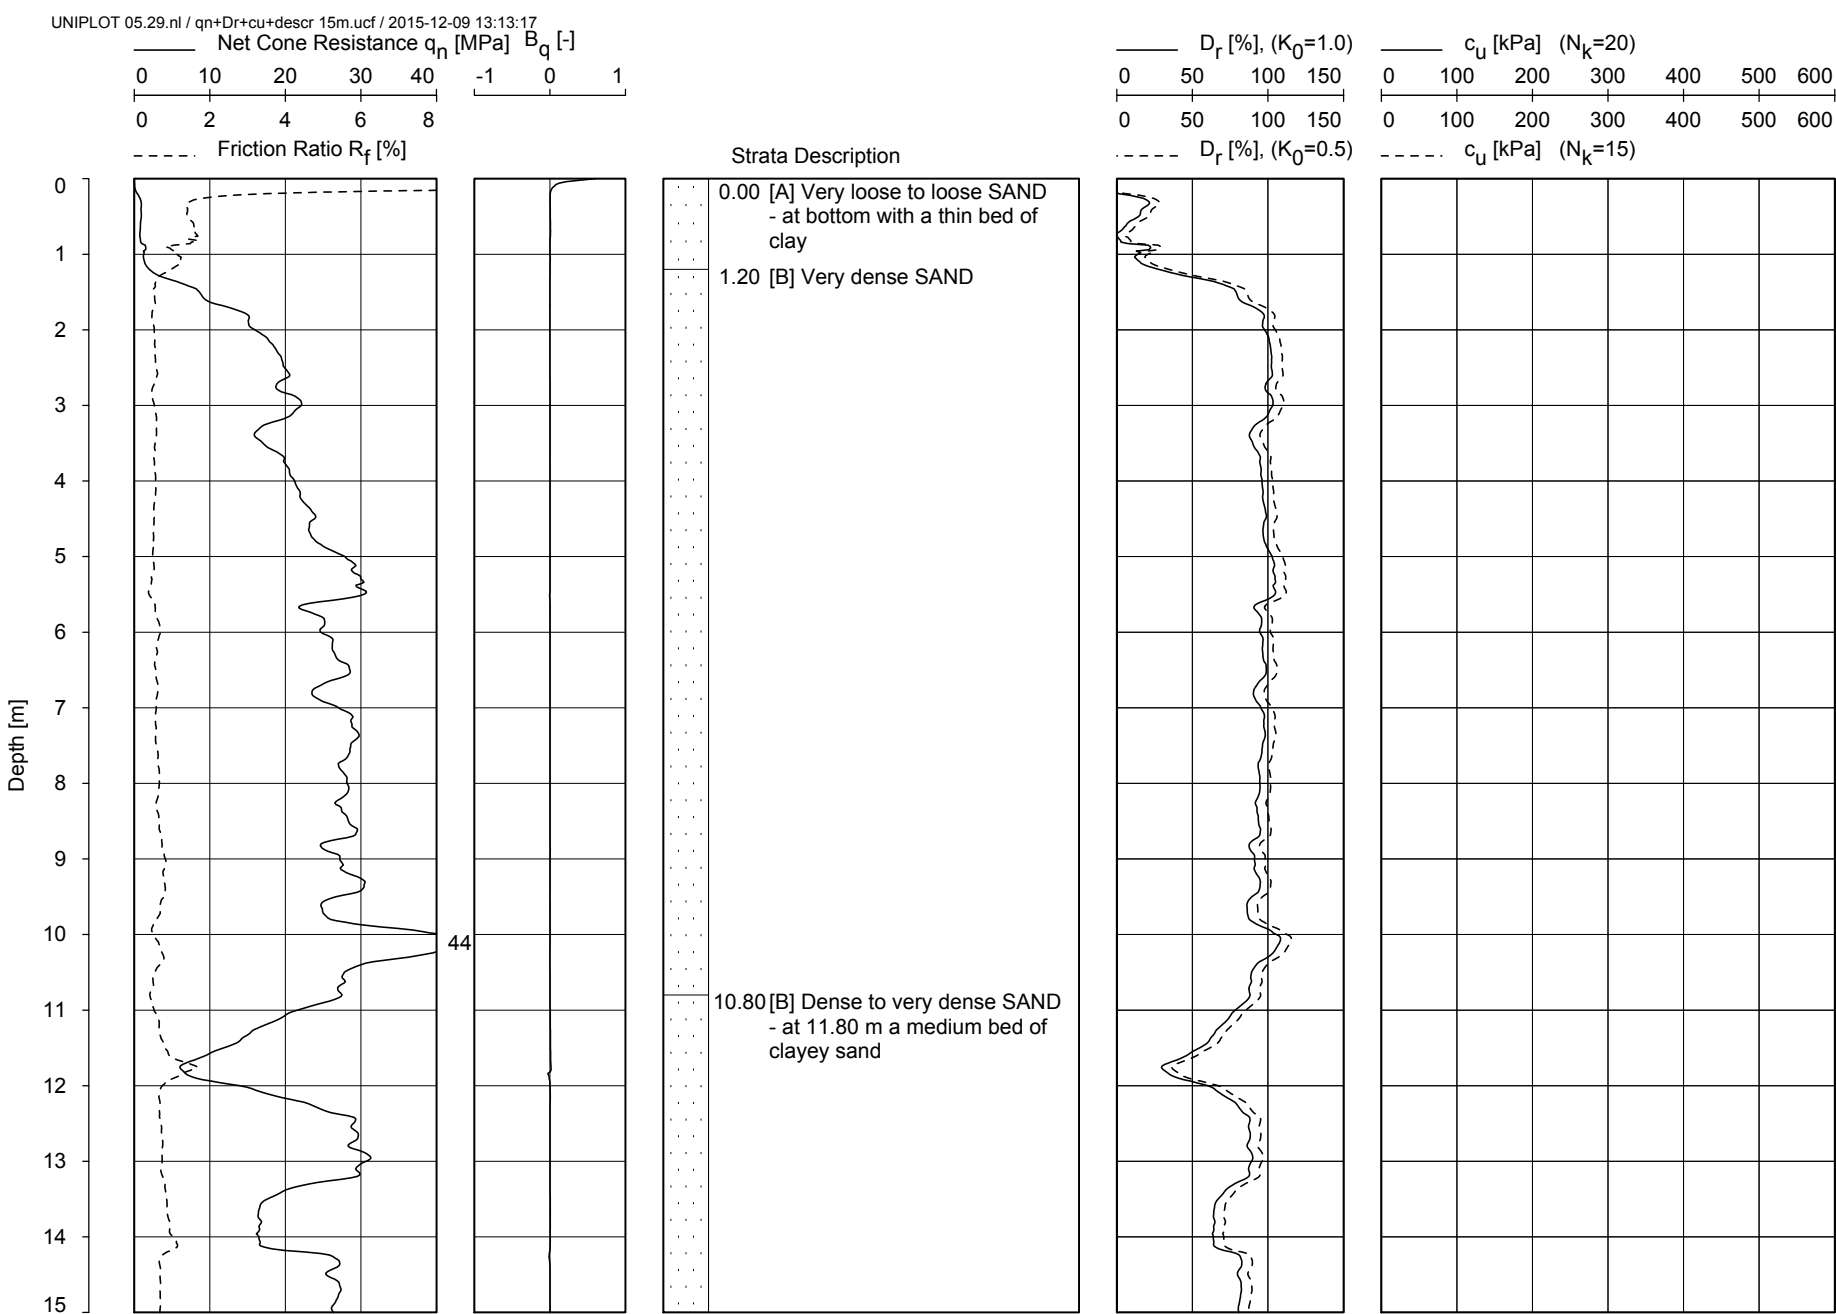 UNIPLOT 05.29.nl / qn+Dr+cu+descr 15m.ucf / 2015-12-09 13:13:17
Net Cone Resistance qn [MPa] Bq [-]
Dr [%], (K0=1.0) cu [kPa] (Nk=20)
0 10 20 30 40 -1 0 1 0 50 100 150 0 100 200 300 400 500 600
0 2 4 6 8 0 50 100 150 0 100 200 300 400 500 600
Friction Ratio Rf [%] Strata Description Dr [%], (K0=0.5) cu [kPa] (Nk=15)
0
0.00 [A] Very loose to loose SAND
- at bottom with a thin bed of
clay
1
1.20 [B] Very dense SAND
2
3
4
5
6
7
Depth [m]
8
9
10
44
10.80 [B] Dense to very dense SAND
11
- at 11.80 m a medium bed of
clayey sand
12
13
14
15